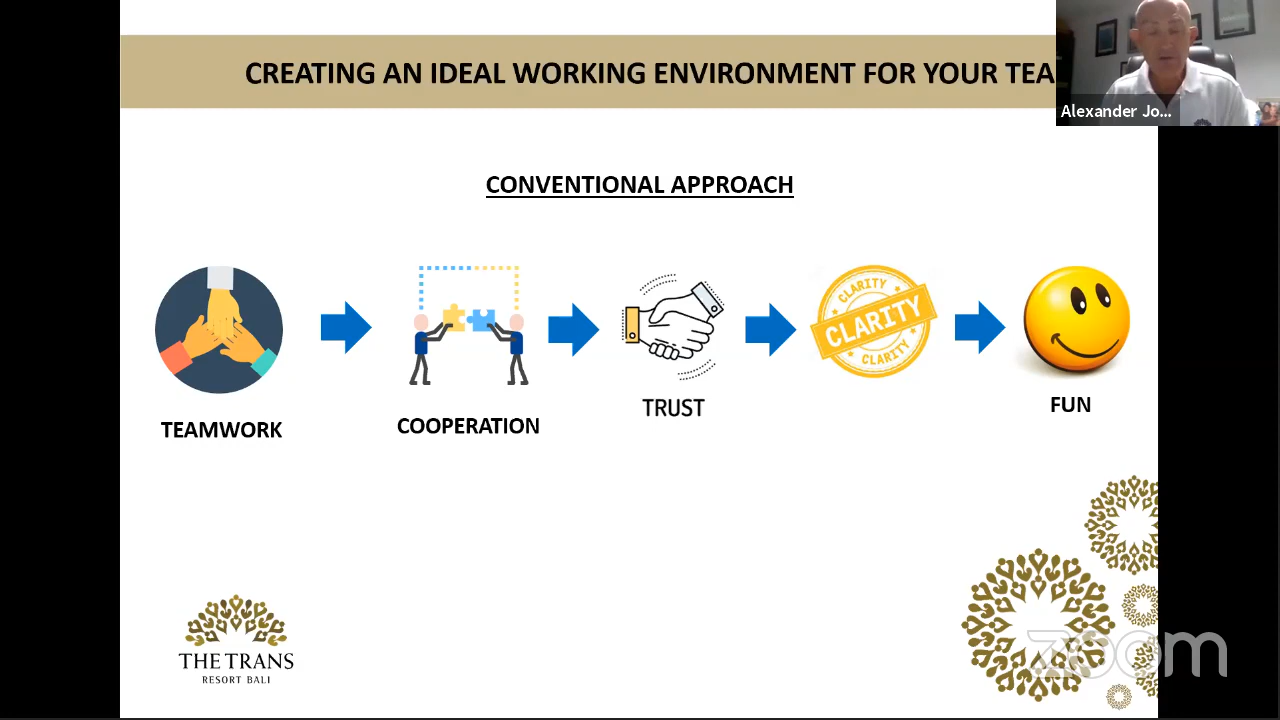 CREATING AN IDEAL WORKING ENVIRONMENT FOR YOUR TEA
Alexander Jo...
CONVENTIONAL APPROACH
CLARITY
CLARITY
CLARITY
TRUST
FUN
TEAMWORK
COOPERATION
THE TRANS
RESORT BALI
zoom